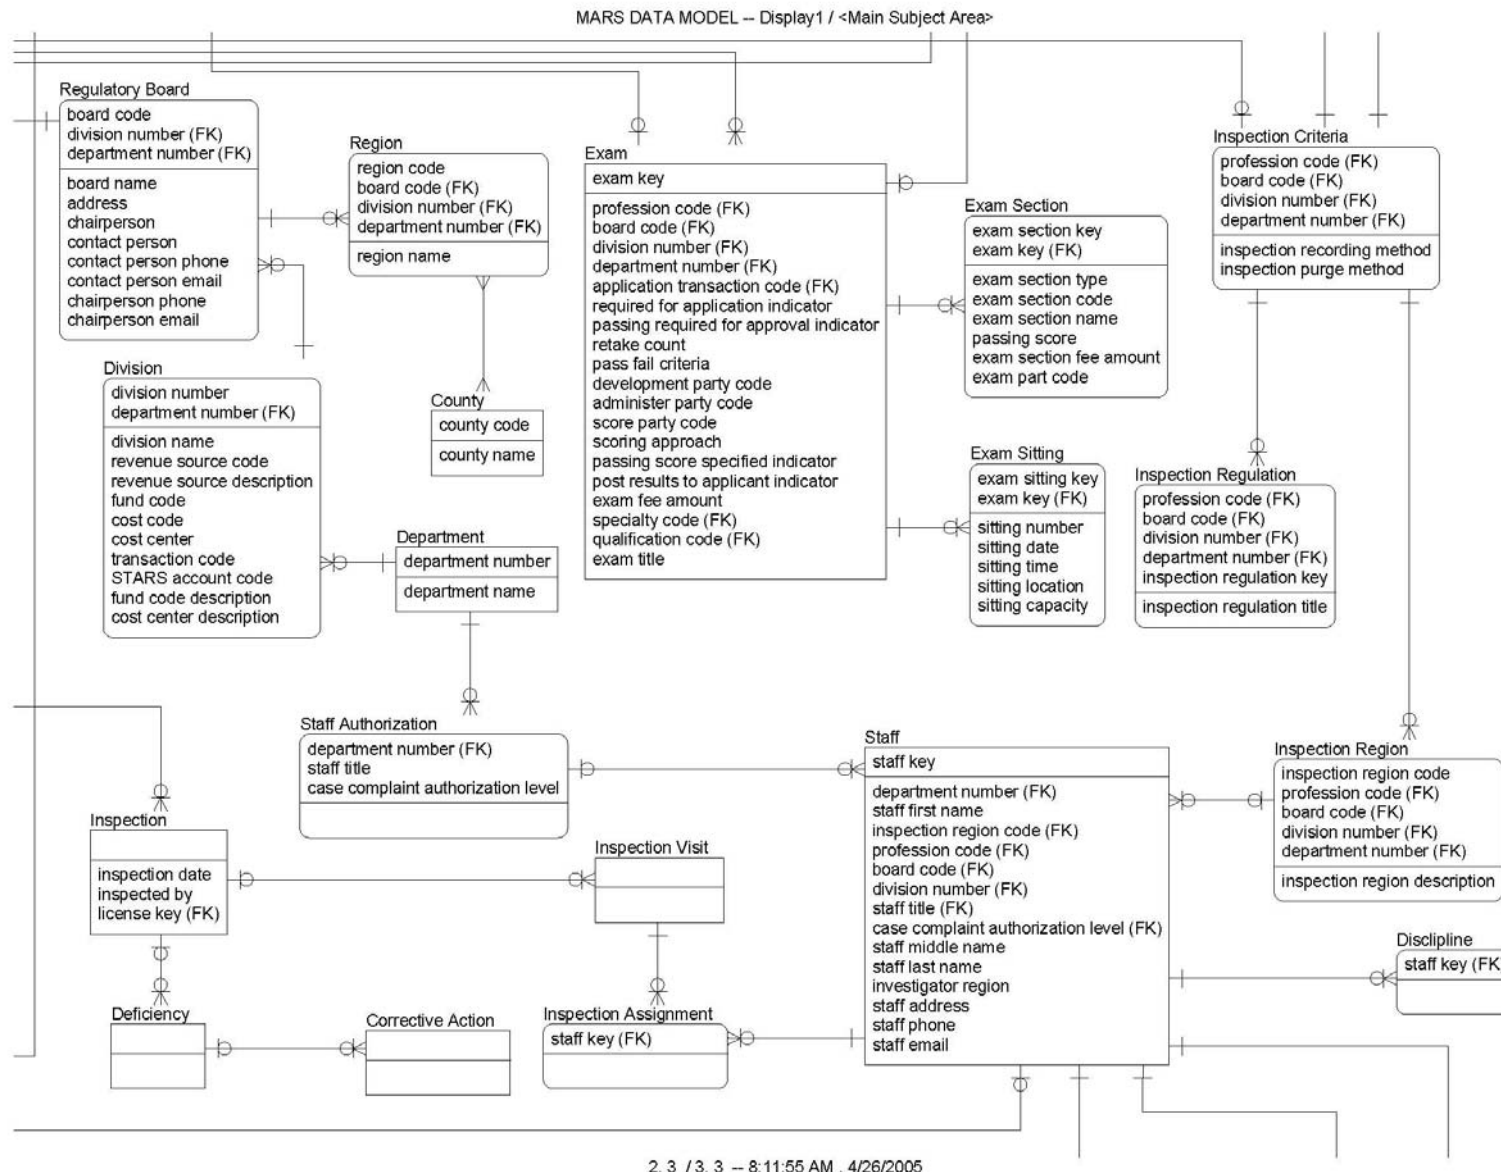 MARS DATA MODEL -- Display1 / <Main Subject Area>
Regulatory Board
board code
division number (FK)
department number (FK)
board name
address
chairperson
contact person
contact person phone
contact person email
chairperson phone
chairperson email
Region
region code
board code (FK)
division number (FK)
department number (FK)
region name
County
county code
county name
Division
division number
department number (FK)
division name
revenue source code
revenue source description
fund code
cost code
cost center
transaction code
STARS account code
fund code description
cost center description
Department
department number
department name
Exam
exam key
profession code (FK)
board code (FK)
division number (FK)
department number (FK)
application transaction code (FK)
required for application indicator
passing required for approval indicator
retake count
pass fail criteria
development party code
administer party code
score party code
scoring approach
passing score specified indicator
post results to applicant indicator
exam fee amount
specialty code (FK)
qualification code (FK)
exam title
Exam Section
exam section key
exam key (FK)
exam section type
exam section code
exam section name
passing score
exam section fee amount
exam part code
Exam Sitting
exam sitting key
exam key (FK)
sitting number
sitting date
sitting time
sitting location
sitting capacity
Inspection Criteria
profession code (FK)
board code (FK)
division number (FK)
department number (FK)
inspection recording method
inspection purge method
Inspection Regulation
profession code (FK)
board code (FK)
division number (FK)
department number (FK)
inspection regulation key
inspection regulation title
Staff Authorization
department number (FK)
staff title
case complaint authorization level
Staff
staff key
department number (FK)
staff first name
inspection region code (FK)
profession code (FK)
board code (FK)
division number (FK)
staff title (FK)
case complaint authorization level (FK)
staff middle name
staff last name
investigator region
staff address
staff phone
staff email
Inspection Region
inspection region code
profession code (FK)
board code (FK)
division number (FK)
department number (FK)
inspection region description
Disclipline
staff key (FK
Inspection
inspection date
inspected by
license key (FK)
Inspection Visit
Deficiency
Corrective Action
Inspection Assignment
staff key (FK)
2, 3 / 3, 3 -- 8:11:55 AM , 4/26/2005